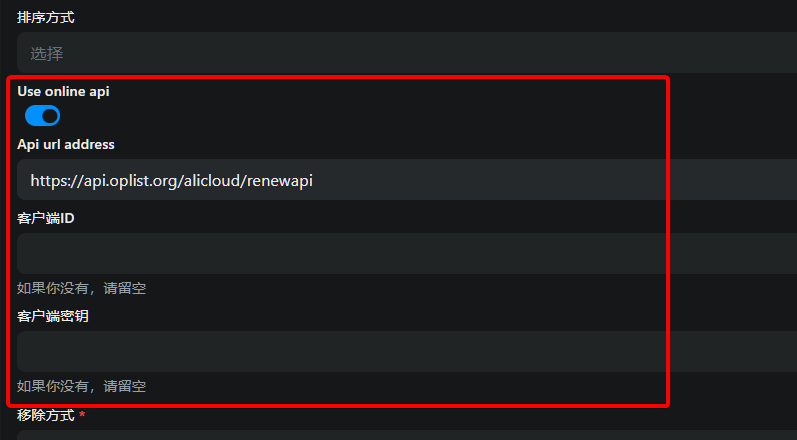 排序方式
选择
Use online api
Api url address
https://api.oplist.org/alicloud/renewapi
客户端ID
如果你没有，请留空
客户端密钥
如果你没有，请留空
移除方式 *